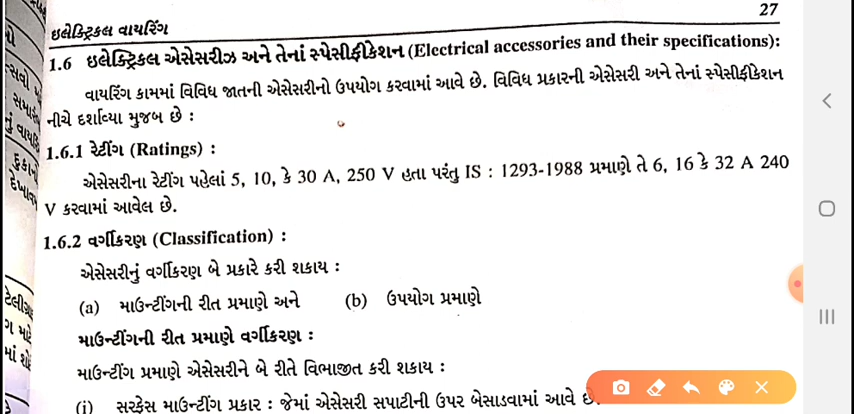 ઇલેક્ટ્રિકલ વાયરિંગ
27
1.6 ઇલેક્ટ્રિકલ એસેસરીઝ અને તેનાં સ્પેસીફીકેશન (Electrical accessories and their specifications):
વાયરિંગ કામમાં વિવિધ જાતની એસેસરીનો ઉપયોગ કરવામાં આવે છે. વિવિધ પ્રકારની એસેસરી અને તેનાં સ્પેસીફીકેશન
નીચે દર્શાવ્યા મુજબ છે :
1.6.1 રેટીંગ (Ratings) :
એસેસરીના રેટીંગ પહેલાં 5, 10, કે 30 A, 250 V હતા પરંતુ IS : 1293-1988 પ્રમાણે તે 6, 16 કે 32 A 240
V કરવામાં આવેલ છે.
1.6.2 વર્ગીકરણ (Classification) :
એસેસરીનું વર્ગીકરણ બે પ્રકારે કરી શકાય :
(a) માઉન્ટીંગની રીત પ્રમાણે અને (b) ઉપયોગ પ્રમાણે
માઉન્ટીંગની રીત પ્રમાણે વર્ગીકરણ :
માઉન્ટીંગ પ્રમાણે એસેસરીને બે રીતે વિભાજીત કરી શકાય :
(i) સરફેસ માઉન્ટીંગ પ્રકાર : જેમાં એસેસરી સપાટીની ઉપર બેસાડવામાં આવે